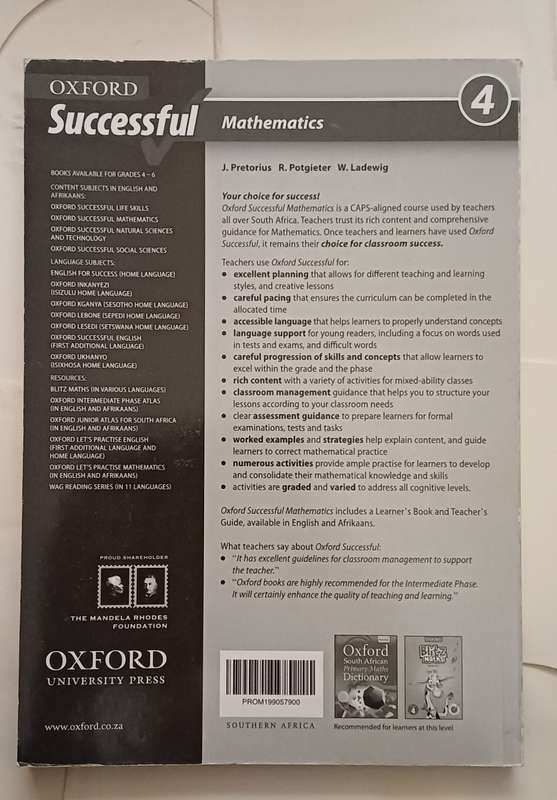 OXFORD
Successful
Mathematics
4
BOOKS AVAILABLE FOR GRADES 4 – 6
CONTENT SUBJECTS IN ENGLISH AND
AFRIKAANS:
OXFORD SUCCESSFUL LIFE SKILLS
OXFORD SUCCESSFUL MATHEMATICS
OXFORD SUCCESSFUL NATURAL SCIENCES
AND TECHNOLOGY
OXFORD SUCCESSFUL SOCIAL SCIENCES
LANGUAGE SUBJECTS:
ENGLISH FOR SUCCESS (HOME LANGUAGE)
OXFORD INKANYEZI
(ISIZULU HOME LANGUAGE)
OXFORD KGANYA (SESOTHO HOME LANGUAGE)
OXFORD LEBONE (SEPEDI HOME LANGUAGE)
OXFORD LESEDI (SETSWANA HOME LANGUAGE)
OXFORD SUCCESSFUL ENGLISH
(FIRST ADDITIONAL LANGUAGE)
OXFORD UKHANYO
(ISIXHOSA HOME LANGUAGE)
RESOURCES:
BLITZ MATHS (IN VARIOUS LANGUAGES)
OXFORD INTERMEDIATE PHASE ATLAS
(IN ENGLISH AND AFRIKAANS)
OXFORD JUNIOR ATLAS FOR SOUTH AFRICA
(IN ENGLISH AND AFRIKAANS)
OXFORD LET'S PRACTISE ENGLISH
(FIRST ADDITIONAL LANGUAGE AND
HOME LANGUAGE)
OXFORD LET'S PRACTISE MATHEMATICS
(IN ENGLISH AND AFRIKAANS)
WAG READING SERIES (IN 11 LANGUAGES)
PROUD SHAREHOLDER
THE MANDELA RHODES
FOUNDATION
OXFORD
UNIVERSITY PRESS
www.oxford.co.za
J. Pretorius R. Potgieter W. Ladewig
Your choice for success!
Oxford Successful Mathematics is a CAPS-aligned course used by teachers
all over South Africa. Teachers trust its rich content and comprehensive
guidance for Mathematics. Once teachers and learners have used Oxford
Successful, it remains their choice for classroom success.
Teachers use Oxford Successful for:
• excellent planning that allows for different teaching and learning
styles, and creative lessons
• careful pacing that ensures the curriculum can be completed in the
allocated time
• accessible language that helps learners to properly understand concepts
• language support for young readers, including a focus on words used
in tests and exams, and difficult words
• careful progression of skills and concepts that allow learners to
excel within the grade and the phase
• rich content with a variety of activities for mixed-ability classes
• classroom management guidance that helps you to structure your
lessons according to your classroom needs
• clear assessment guidance to prepare learners for formal
examinations, tests and tasks
• worked examples and strategies help explain content, and guide
learners to correct mathematical practice
• numerous activities provide ample practise for learners to develop
and consolidate their mathematical knowledge and skills
• activities are graded and varied to address all cognitive levels.
Oxford Successful Mathematics includes a Learner's Book and Teacher's
Guide, available in English and Afrikaans.
What teachers say about Oxford Successful:
• "It has excellent guidelines for classroom management to support
the teacher."
• "Oxford books are highly recommended for the Intermediate Phase.
It will certainly enhance the quality of teaching and learning."
PROM199057900
SOUTHERN AFRICA
Oxford
South African
Primary Maths
Dictionary
Blitz
Maths
4
Recommended for learners at this level